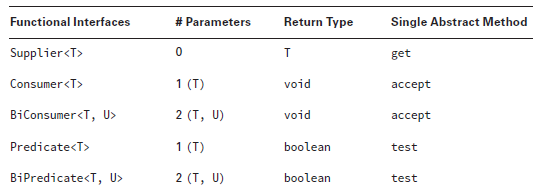 Functional Interfaces # Parameters Return Type Single Abstract Method
Supplier<T> 0 T get
Consumer<T> 1 (T) void accept
BiConsumer<T, U> 2 (T, U) void accept
Predicate<T> 1 (T) boolean test
BiPredicate<T, U> 2 (T, U) boolean test